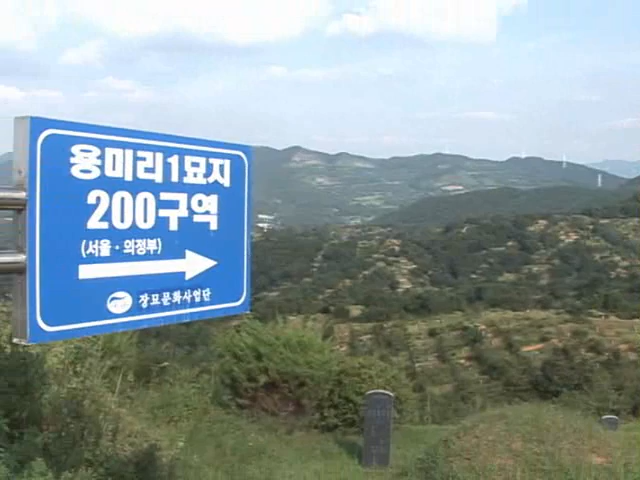 용미리1묘지
200구역
(서울 · 의정부)
장묘문화사업단